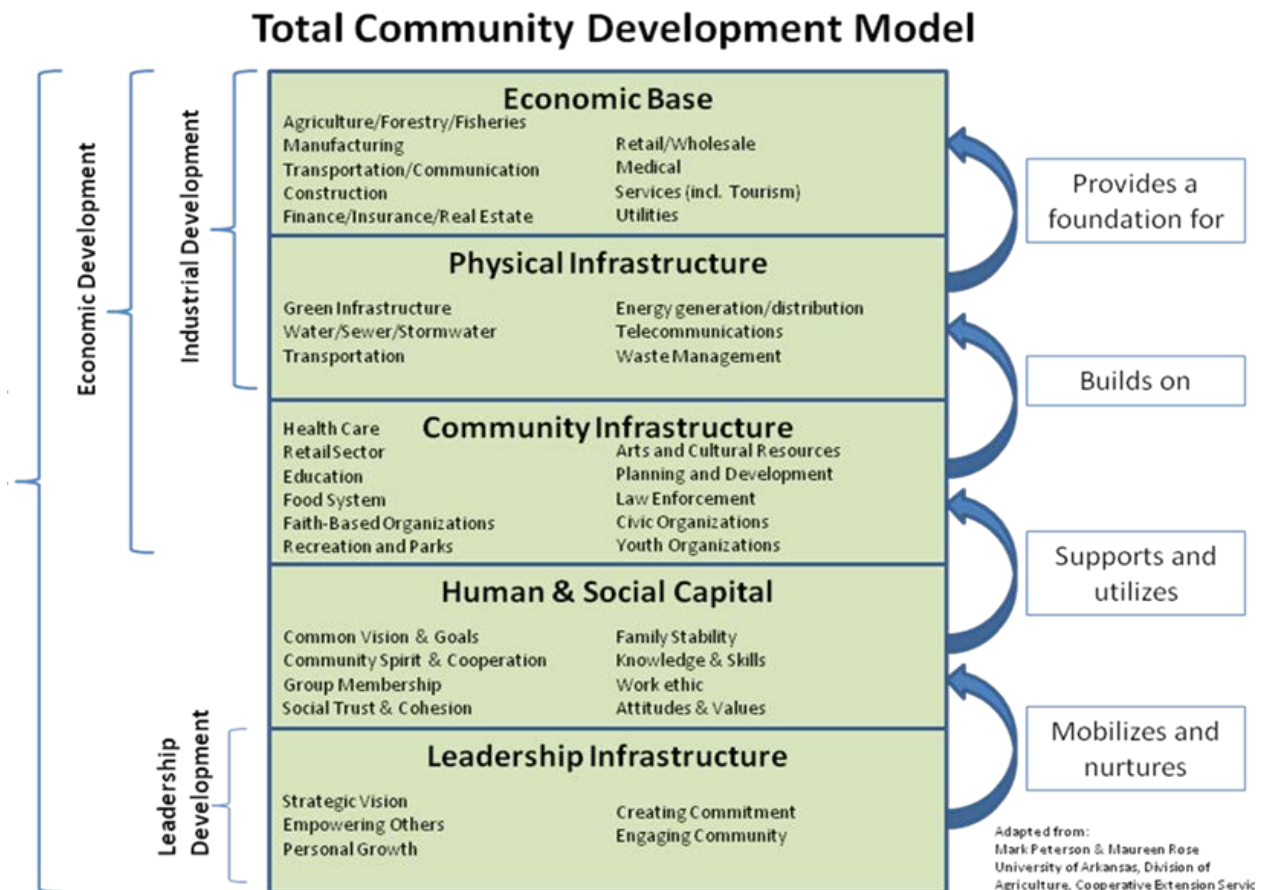 Total Community Development Model
Economic Development
Industrial Development
Leadership
Development
Economic Base
Agriculture/Forestry/Fisheries
Manufacturing
Transportation/Communication
Construction
Finance/Insurance/Real Estate
Retail/Wholesale
Medical
Services (incl. Tourism)
Utilities
Physical Infrastructure
Green Infrastructure
Water/Sewer/Stormwater
Transportation
Energy generation/distribution
Telecommunications
Waste Management
Community Infrastructure
Health Care
Retail Sector
Education
Food System
Faith-Based Organizations
Recreation and Parks
Arts and Cultural Resources
Planning and Development
Law Enforcement
Civic Organizations
Youth Organizations
Human & Social Capital
Common Vision & Goals
Community Spirit & Cooperation
Group Membership
Social Trust & Cohesion
Family Stability
Knowledge & Skills
Work ethic
Attitudes & Values
Leadership Infrastructure
Strategic Vision
Empowering Others
Personal Growth
Creating Commitment
Engaging Community
Provides a
foundation for
Builds on
Supports and
utilizes
Mobilizes and
nurtures
Adapted from:
Mark Peterson & Maureen Rose
University of Arkansas, Division of
Agriculture, Cooperative Extension Servic